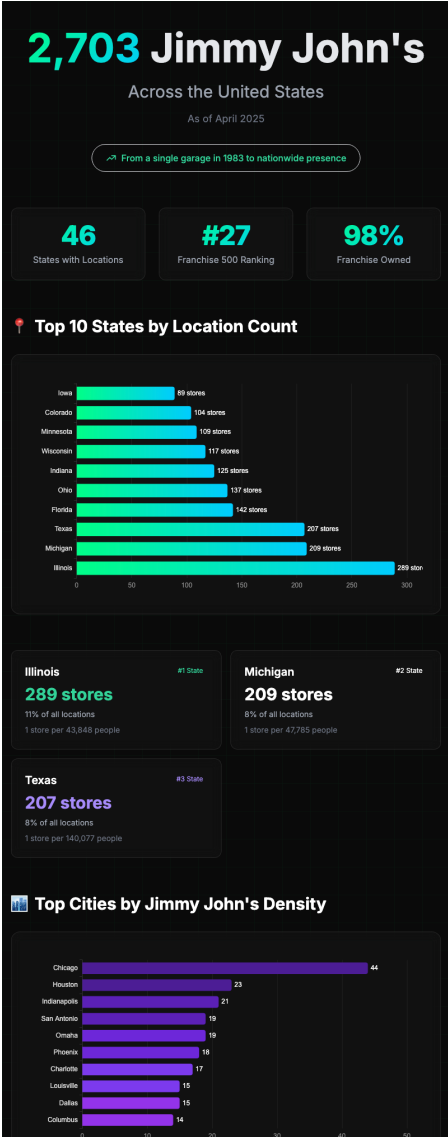 2,703 Jimmy John's
Across the United States
As of April 2025
From a single garage in 1983 to nationwide presence
46
States with Locations
#27
Franchise 500 Ranking
98%
Franchise Owned
Top 10 States by Location Count
Iowa 89 stores
Colorado 104 stores
Minnesota 109 stores
Wisconsin 117 stores
Indiana 125 stores
Ohio 137 stores
Florida 142 stores
Texas 207 stores
Michigan 209 stores
Illinois 289 stor
0 50 100 150 200 250 300
Illinois #1 State
289 stores
11% of all locations
1 store per 43,848 people
Michigan #2 State
209 stores
8% of all locations
1 store per 47,785 people
Texas #3 State
207 stores
8% of all locations
1 store per 140,077 people
Top Cities by Jimmy John's Density
Chicago 44
Houston 23
Indianapolis 21
San Antonio 19
Omaha 19
Phoenix 18
Charlotte 17
Louisville 15
Dallas 15
Columbus 14
0 10 20 30 40 50